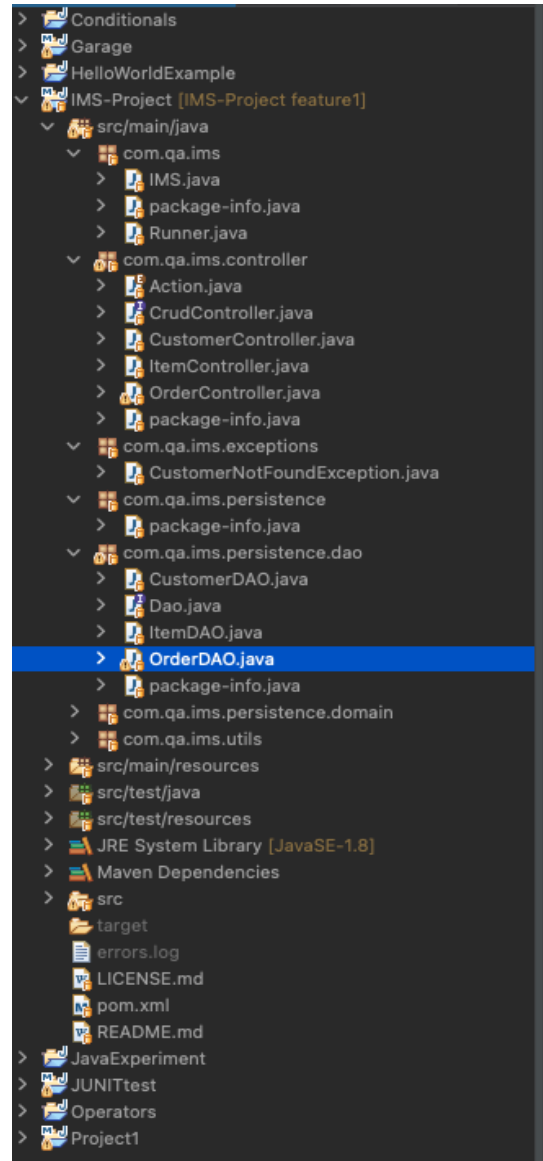 Conditionals
Garage
HelloWorldExample
IMS-Project [IMS-Project feature1]
src/main/java
com.qa.ims
IMS.java
package-info.java
Runner.java
com.qa.ims.controller
Action.java
CrudController.java
CustomerController.java
ItemController.java
OrderController.java
package-info.java
com.qa.ims.exceptions
CustomerNotFoundException.java
com.qa.ims.persistence
package-info.java
com.qa.ims.persistence.dao
CustomerDAO.java
Dao.java
ItemDAO.java
OrderDAO.java
package-info.java
com.qa.ims.persistence.domain
com.qa.ims.utils
src/main/resources
src/test/java
src/test/resources
JRE System Library [JavaSE-1.8]
Maven Dependencies
src
target
errors.log
LICENSE.md
pom.xml
README.md
JavaExperiment
JUNITtest
Operators
Project1